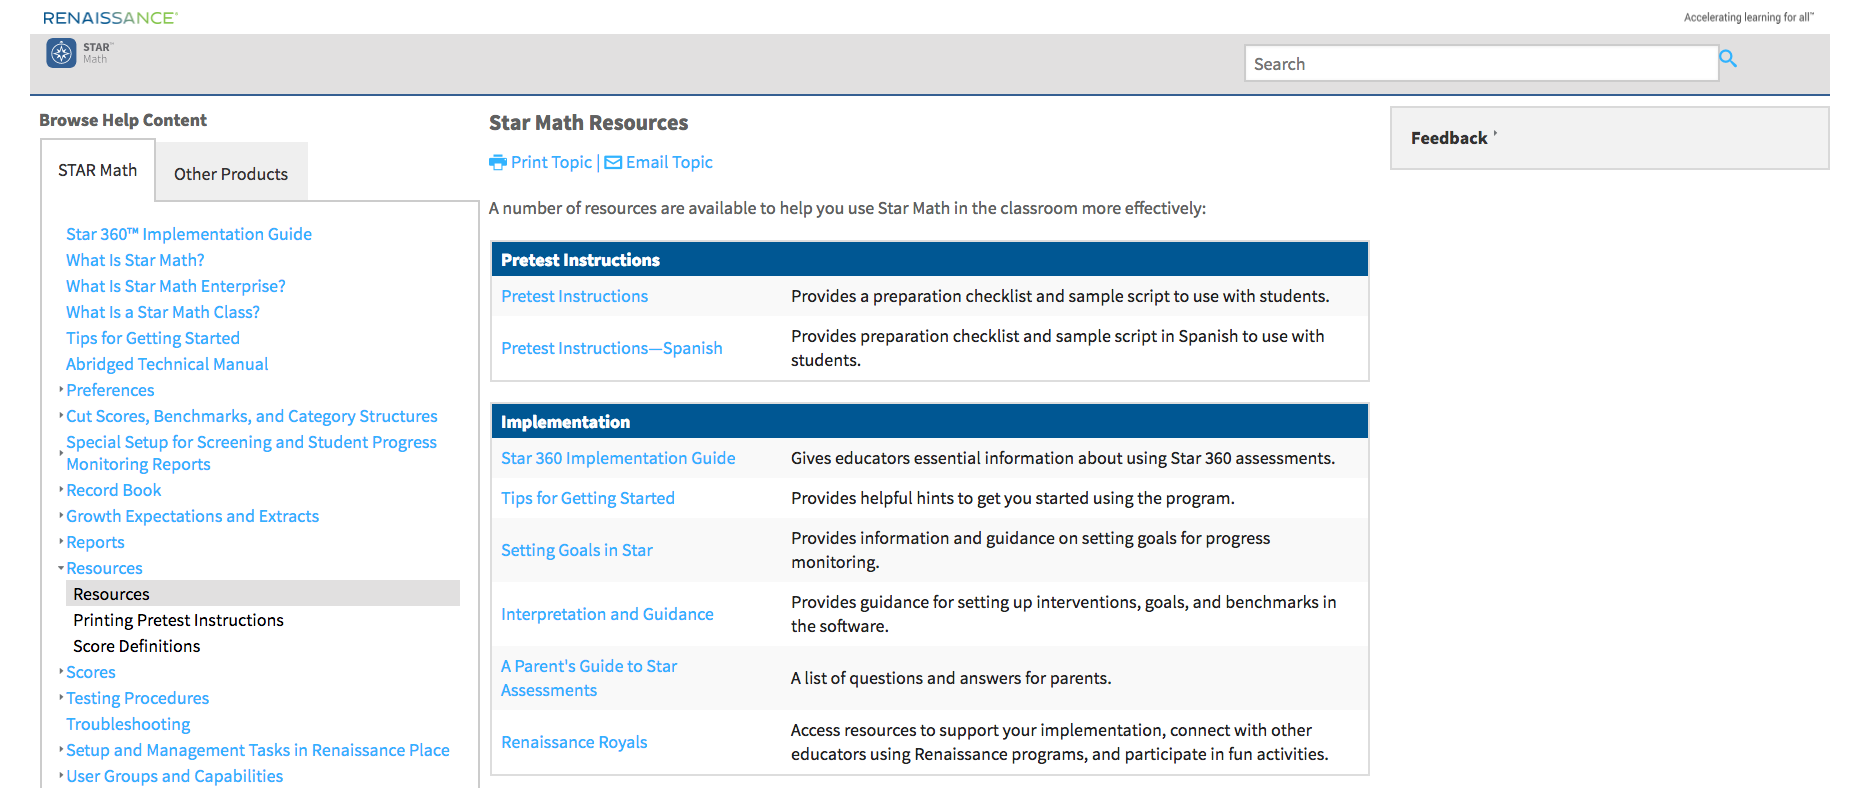 RENAISSANCE®
Accelerating learning for all™
STAR™
Math
Search
Browse Help Content
STAR Math
Other Products
Star 360™ Implementation Guide
What Is Star Math?
What Is Star Math Enterprise?
What Is a Star Math Class?
Tips for Getting Started
Abridged Technical Manual
Preferences
Cut Scores, Benchmarks, and Category Structures
Special Setup for Screening and Student Progress
Monitoring Reports
Record Book
Growth Expectations and Extracts
Reports
Resources
Resources
Printing Pretest Instructions
Score Definitions
Scores
Testing Procedures
Troubleshooting
Setup and Management Tasks in Renaissance Place
User Groups and Capabilities
Star Math Resources
Print Topic | Email Topic
A number of resources are available to help you use Star Math in the classroom more effectively:
Pretest Instructions
Pretest Instructions
Provides a preparation checklist and sample script to use with students.
Pretest Instructions—Spanish
Provides preparation checklist and sample script in Spanish to use with
students.
Implementation
Star 360 Implementation Guide
Gives educators essential information about using Star 360 assessments.
Tips for Getting Started
Provides helpful hints to get you started using the program.
Setting Goals in Star
Provides information and guidance on setting goals for progress
monitoring.
Interpretation and Guidance
Provides guidance for setting up interventions, goals, and benchmarks in
the software.
A Parent's Guide to Star
Assessments
A list of questions and answers for parents.
Renaissance Royals
Access resources to support your implementation, connect with other
educators using Renaissance programs, and participate in fun activities.
Feedback